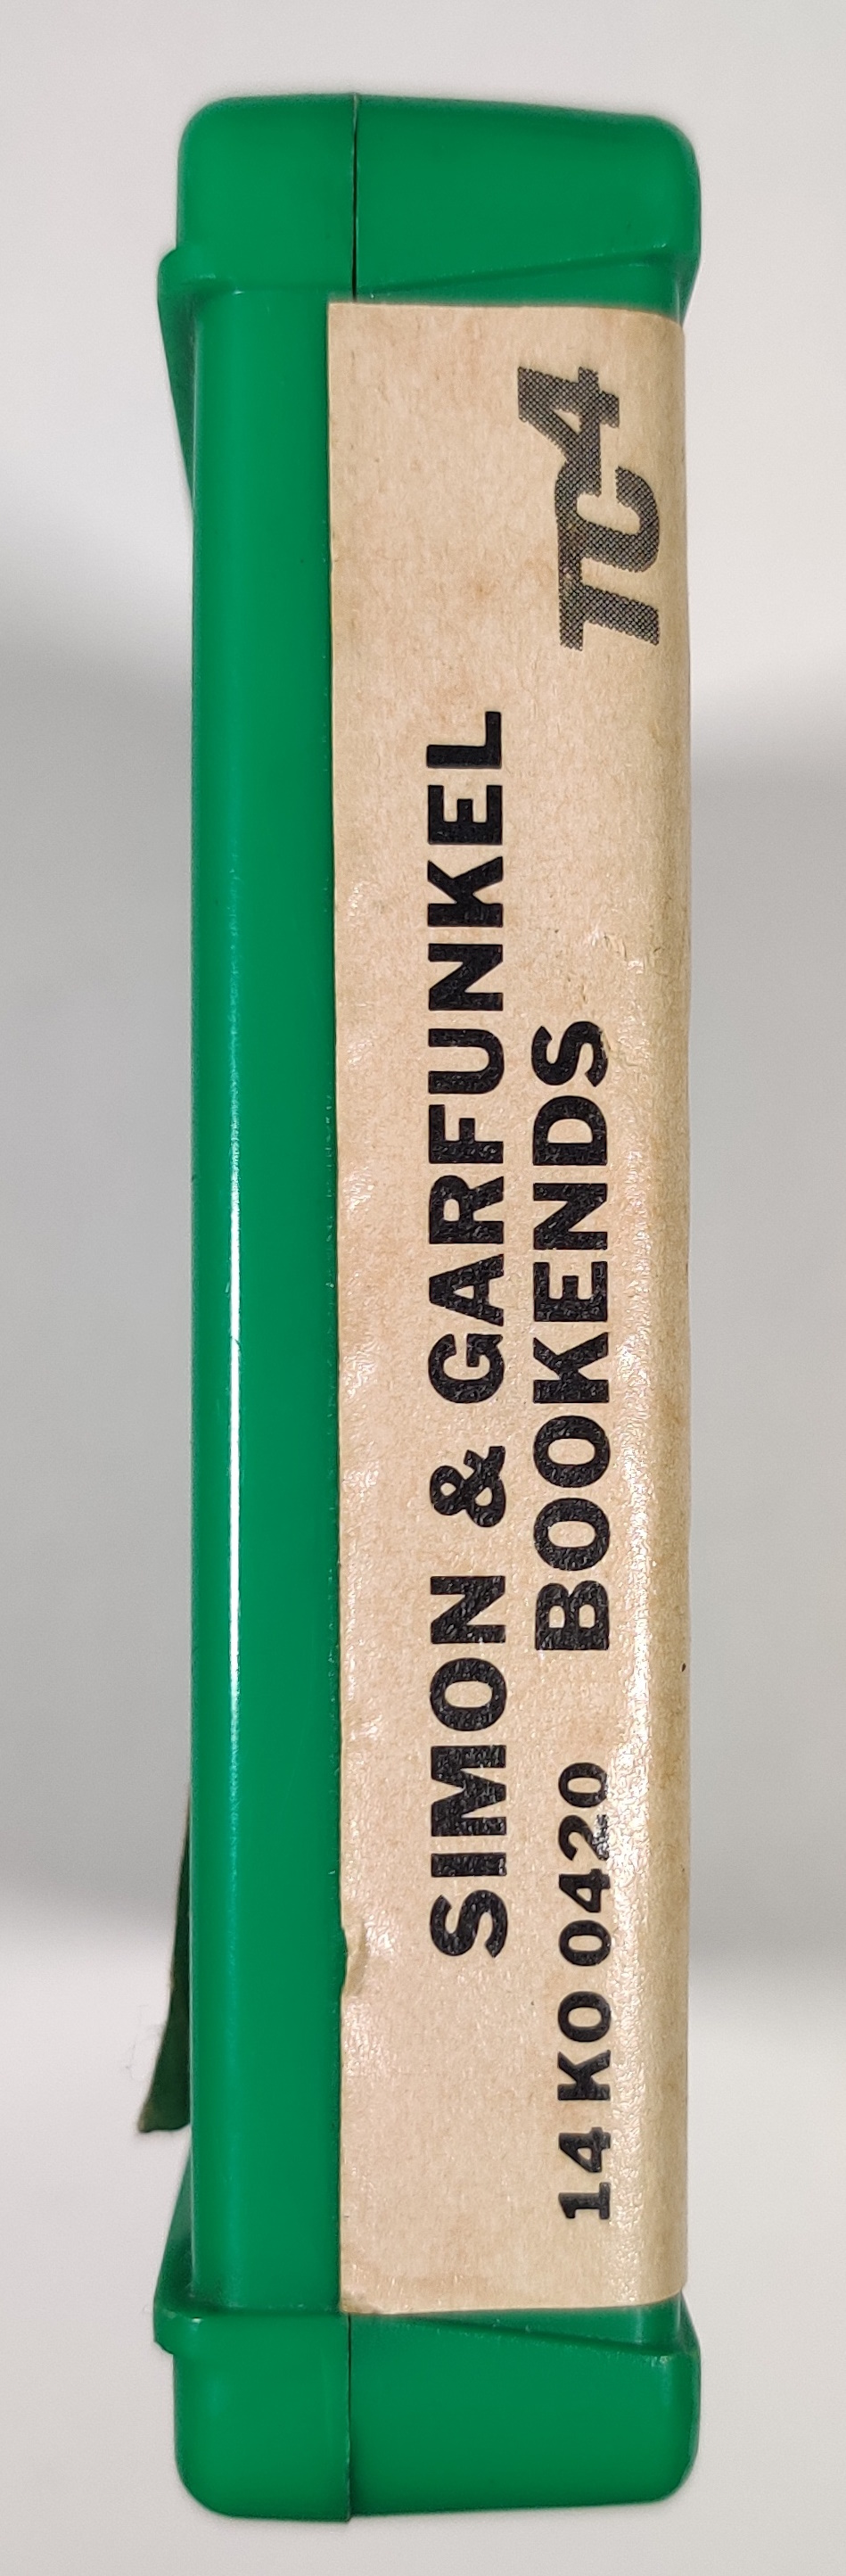 SIMON & GARFUNKEL
14 KO 0420 BOOKENDS
TC4